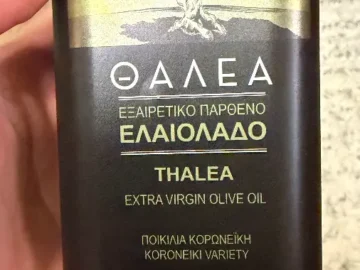 ΘΑΛΕΑ
ΕΞΑΙΡΕΤΙΚΟ ΠΑΡΘΕΝΟ
ΕΛΑΙΟΛΑΔΟ
THALEA
EXTRA VIRGIN OLIVE OIL
ΠΟΙΚΙΛΙΑ ΚΟΡΩΝΕΪΚΗ
KORONEIKI VARIETY